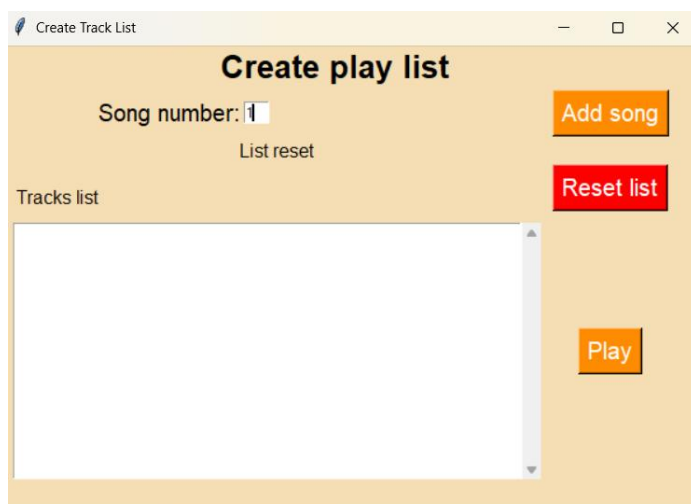 Create Track List
Create play list
Song number: 1
Add song
List reset
Reset list
Tracks list
Play